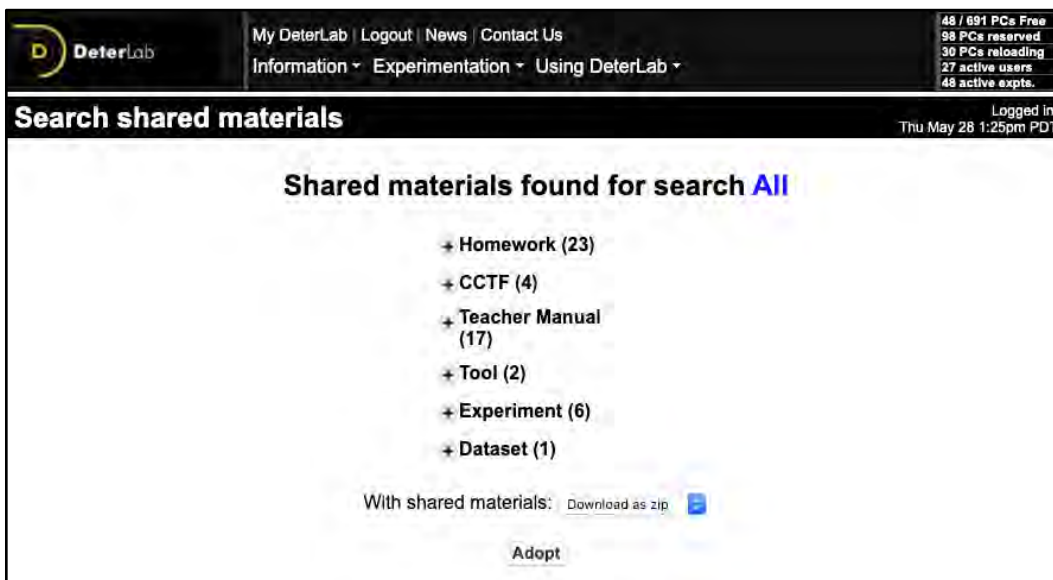 D DeterLab
My DeterLab Logout News Contact Us
Information Experimentation Using DeterLab
48 / 691 PCs Free
98 PCs reserved
30 PCs reloading
27 active users
48 active expts.
Search shared materials
Logged in
Thu May 28 1:25pm PDT
Shared materials found for search All
+ Homework (23)
+ CCTF (4)
+ Teacher Manual
(17)
+ Tool (2)
+ Experiment (6)
+ Dataset (1)
With shared materials: Download as zip
Adopt